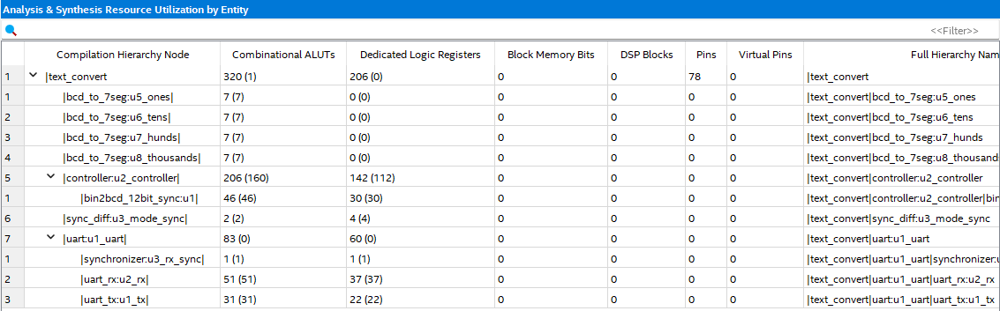 Analysis & Synthesis Resource Utilization by Entity
<<Filter>>
Compilation Hierarchy Node Combinational ALUTs Dedicated Logic Registers Block Memory Bits DSP Blocks Pins Virtual Pins Full Hierarchy Nam
1 |text_convert 320 (1) 206 (0) 0 0 78 0 |text_convert
1 |bcd_to_7seg:u5_ones| 7 (7) 0 (0) 0 0 0 0 |text_convert|bcd_to_7seg:u5_ones
2 |bcd_to_7seg:u6_tens| 7 (7) 0 (0) 0 0 0 0 |text_convert|bcd_to_7seg:u6_tens
3 |bcd_to_7seg:u7_hunds| 7 (7) 0 (0) 0 0 0 0 |text_convert|bcd_to_7seg:u7_hunds
4 |bcd_to_7seg:u8_thousands| 7 (7) 0 (0) 0 0 0 0 |text_convert|bcd_to_7seg:u8_thousands
5 |controller:u2_controller| 206 (160) 142 (112) 0 0 0 0 |text_convert|controller:u2_controller
1 |bin2bcd_12bit_sync:u1| 46 (46) 30 (30) 0 0 0 0 |text_convert|controller:u2_controller|bin
6 |sync_diff:u3_mode_sync| 2 (2) 4 (4) 0 0 0 0 |text_convert|sync_diff:u3_mode_sync
7 |uart:u1_uart| 83 (0) 60 (0) 0 0 0 0 |text_convert|uart:u1_uart
1 |synchronizer:u3_rx_sync| 1 (1) 1 (1) 0 0 0 0 |text_convert|uart:u1_uart|synchronizer:u
2 |uart_rx:u2_rx| 51 (51) 37 (37) 0 0 0 0 |text_convert|uart:u1_uart|uart_rx:u2_rx
3 |uart_tx:u1_tx| 31 (31) 22 (22) 0 0 0 0 |text_convert|uart:u1_uart|uart_tx:u1_tx